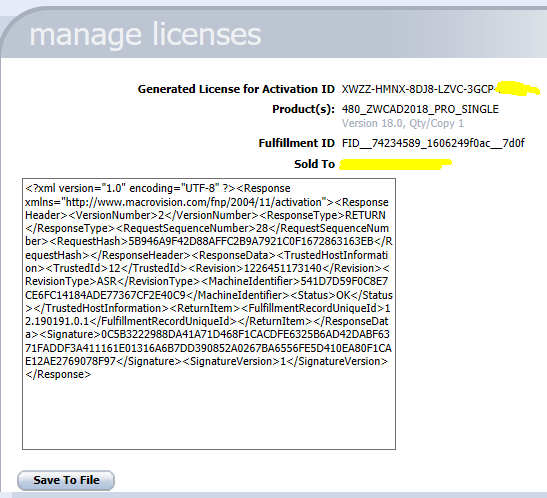 manage licenses
Generated License for Activation ID XWZZ-HMNX-8DJ8-LZVC-3GCP-
Product(s): 480_ZWCAD2018_PRO_SINGLE
Version 18.0, Qty/Copy 1
Fulfillment ID FID__74234589_1606249f0ac__7d0f
Sold To
<?xml version="1.0" encoding="UTF-8" ?><Response
xmlns="http://www.macrovision.com/fnp/2004/11/activation"><Response
Header><VersionNumber>2</VersionNumber><ResponseType>RETURN
</ResponseType><RequestSequenceNumber>28</RequestSequenceNum
ber><RequestHash>5B946A9F42D88AFFC2B9A7921C0F1672863163EB</R
equestHash></ResponseHeader><ResponseData><TrustedHostInformat
ion><TrustedId>12</TrustedId><Revision>1226451173140</Revision><
RevisionType>ASR</RevisionType><MachineIdentifier>541D7D59F0C8E7
CE6FC14184ADE77367CF2E40C9</MachineIdentifier><Status>OK</Status
></TrustedHostInformation><ReturnItem><FulfillmentRecordUniqueId>1
2.190191.0.1</FulfillmentRecordUniqueId></ReturnItem></ResponseDat
a><Signature>0C5B3222988DA41A71D468F1CACDFE6325B6AD42DABF63
71FADDF3A411161E01316A6B7DD390852A0267BA6556FE5D410EA80F1CA
E12AE2769078F97</Signature><SignatureVersion>1</SignatureVersion>
</Response>
Save To File